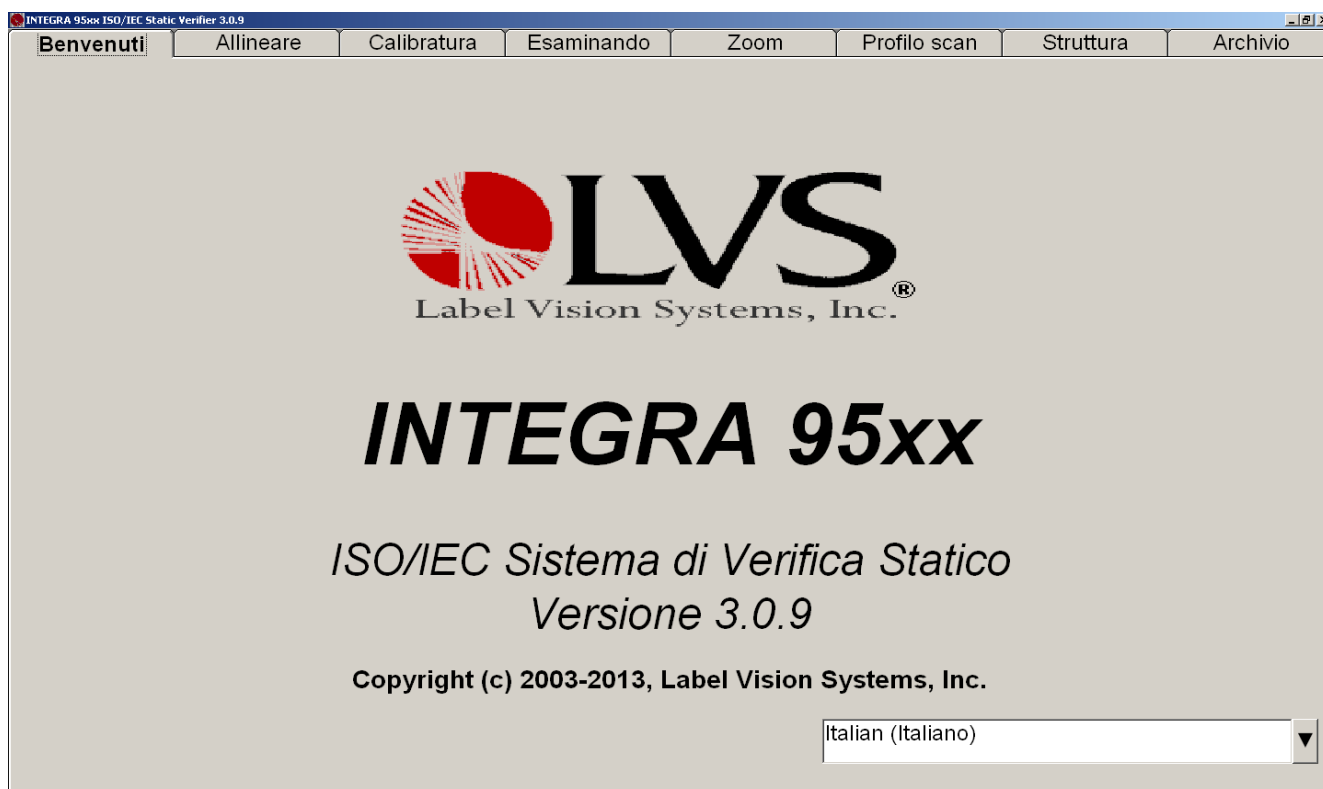 INTEGRA 95xx ISO/IEC Static Verifier 3.0.9
Benvenuti Allineare Calibratura Esaminando Zoom Profilo scan Struttura Archivio
LVS®
Label Vision Systems, Inc.
INTEGRA 95xx
ISO/IEC Sistema di Verifica Statico
Versione 3.0.9
Copyright (c) 2003-2013, Label Vision Systems, Inc.
Italian (Italiano)